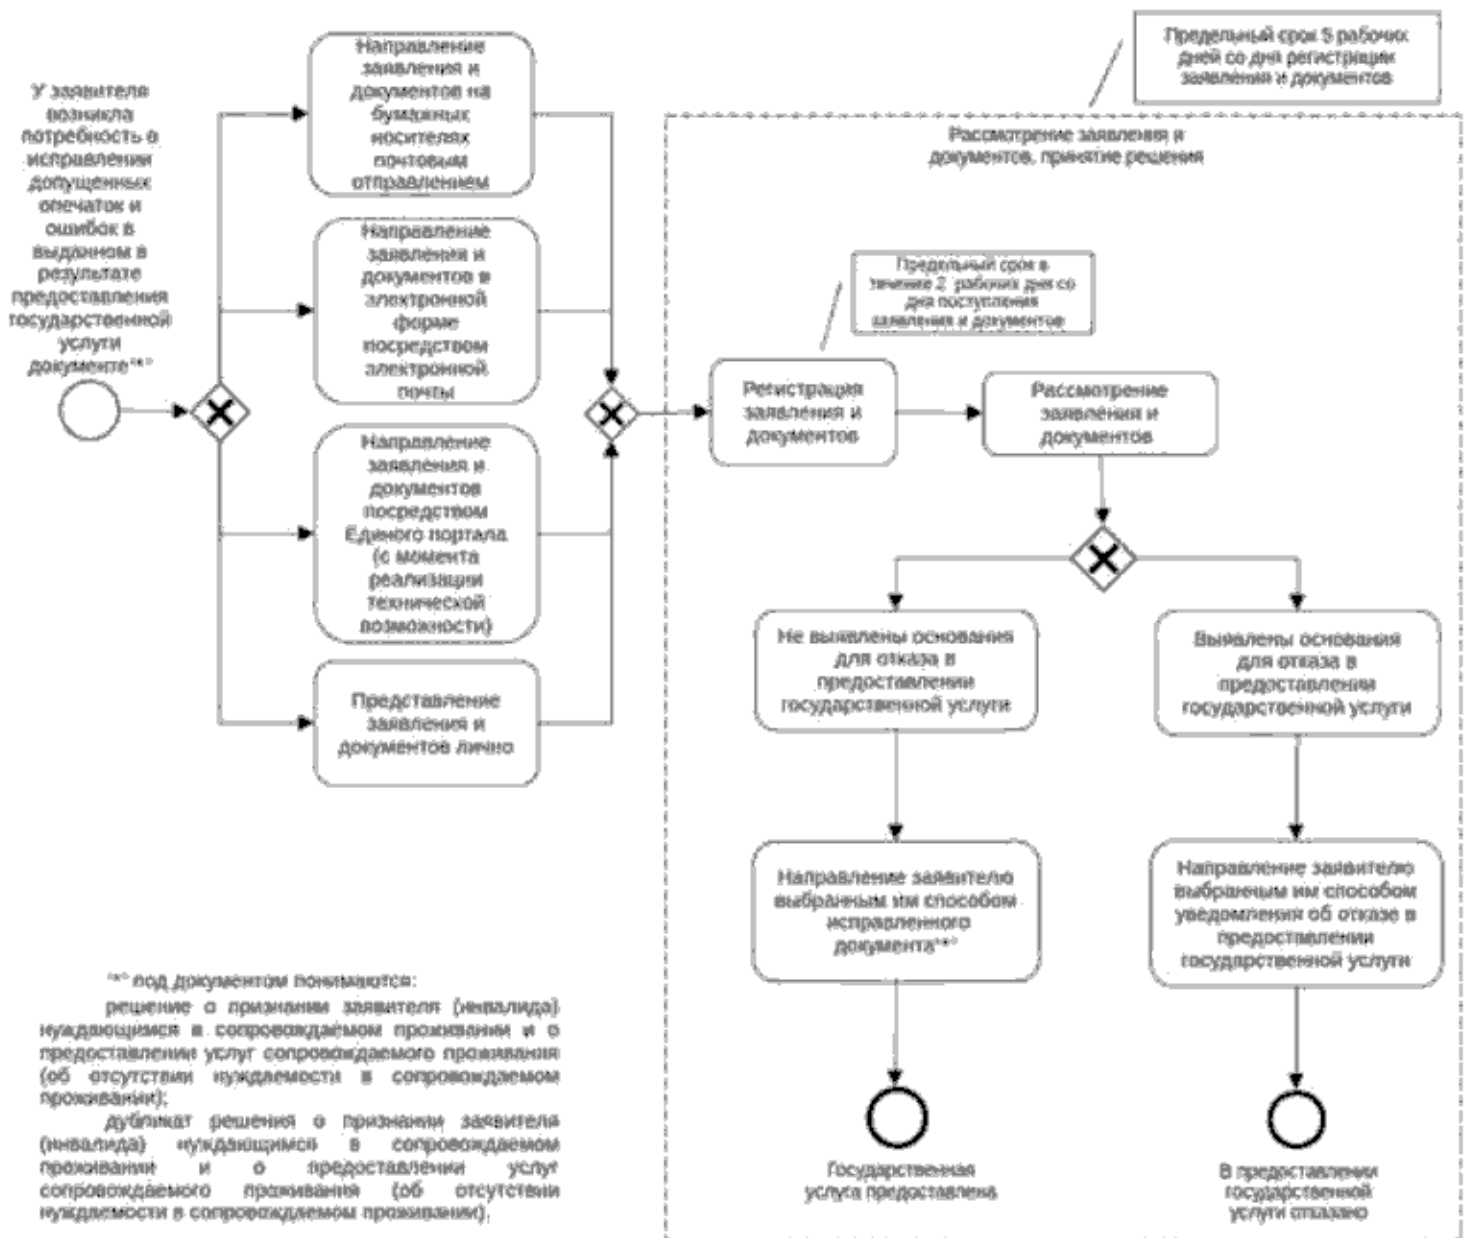 У заявителя
возникла
потребность в
исправлении
допущенных
опечаток и
ошибок в
выданном в
результате
предоставления
государственной
услуги
документе"*"
Направление
заявления и
документов на
бумажных
носителях
почтовым
отправлением
Направление
заявления и
документов в
электронной
форме
посредством
электронной
почты
Направление
заявления и
документов
посредством
Единого портала
(с момента
реализации
технической
возможности)
Представление
заявления и
документов лично
Предельный срок 5 рабочих
дней со дня регистрации
заявления и документов
Рассмотрение заявления и
документов, принятие решения
Предельный срок в
течение 2 рабочих дня со
дня поступления
заявления и документов
Регистрация
заявления и
документов
Рассмотрение
заявления и
документов
Не выявлены основания
для отказа в
предоставлении
государственной услуги
Выявлены основания
для отказа в
предоставлении
государственной услуги
Направление заявителю
выбранным им способом
исправленного
документа"*"
Направление заявителю
выбранным им способом
уведомления об отказе в
предоставлении
государственной услуги
Государственная
услуга предоставлена
В предоставлении
государственной
услуги отказано
"*" под документом понимаются:
решение о признании заявителя (инвалида)
нуждающимся в сопровождаемом проживании и о
предоставлении услуг сопровождаемого проживания
(об отсутствии нуждаемости в сопровождаемом
проживании);
дубликат решения о признании заявителя
(инвалида) нуждающимся в сопровождаемом
проживании и о предоставлении услуг
сопровождаемого проживания (об отсутствии
нуждаемости в сопровождаемом проживании)